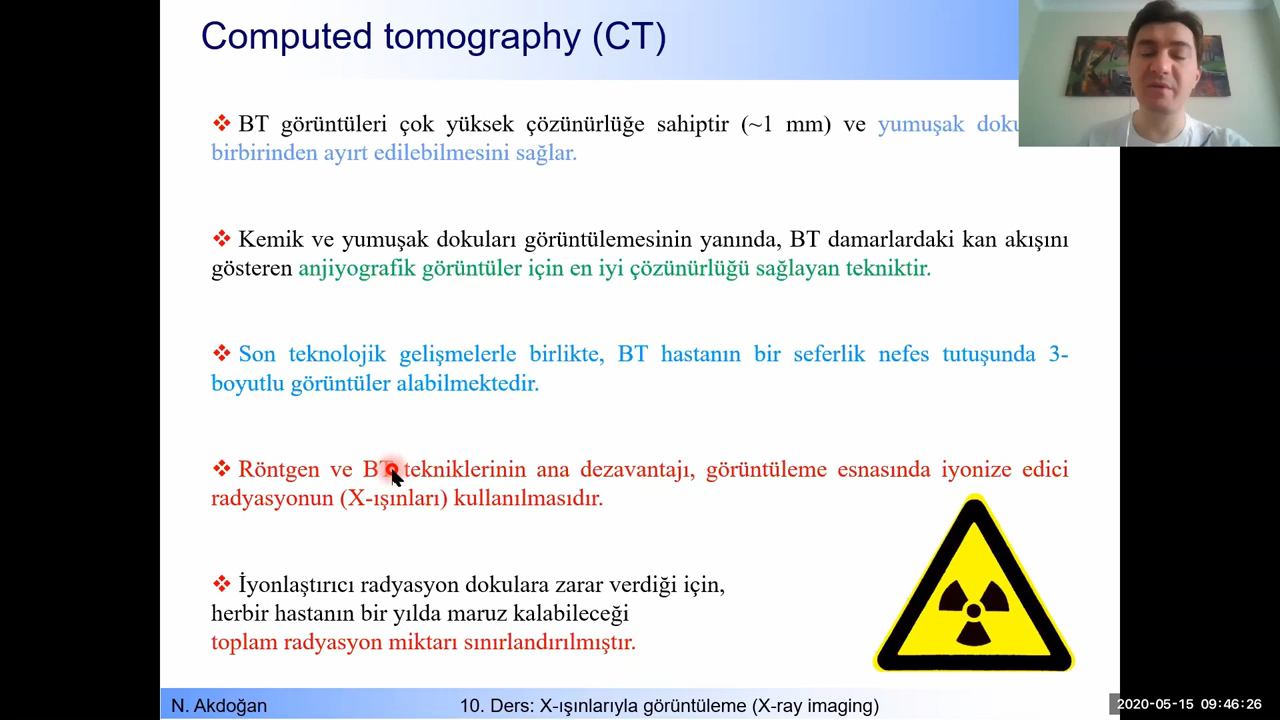 Computed tomography (CT)
❖ BT görüntüleri çok yüksek çözünürlüğe sahiptir (~1 mm) ve yumuşak
birbirinden ayırt edilebilmesini sağlar.
❖ Kemik ve yumuşak dokuları görüntülemesinin yanında, BT damarlardaki kan akışını
gösteren anjiyografik görüntüler için en iyi çözünürlüğü sağlayan tekniktir.
❖ Son teknolojik gelişmelerle birlikte, BT hastanın bir seferlik nefes tutuşunda 3-
boyutlu görüntüler alabilmektedir.
❖ Röntgen ve BT tekniklerinin ana dezavantajı, görüntüleme esnasında iyonize edici
radyasyonun (X-ışınları) kullanılmasıdır.
❖ İyonlaştırıcı radyasyon dokulara zarar verdiği için,
herbir hastanın bir yılda maruz kalabileceği
toplam radyasyon miktarı sınırlandırılmıştır.
N. Akdoğan
10. Ders: X-ışınlarıyla görüntüleme (X-ray imaging)
2020-05-15 09:46:26